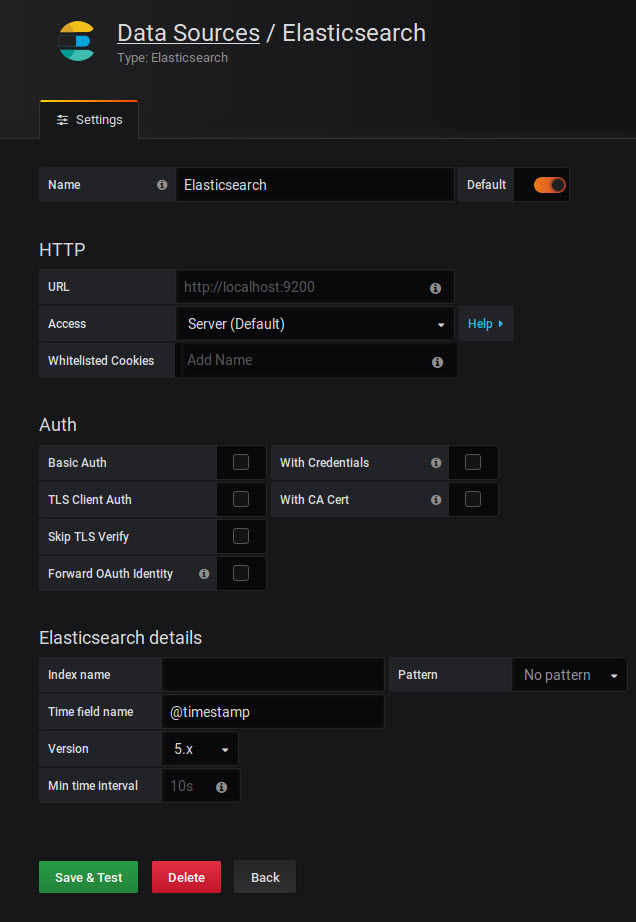 Data Sources / Elasticsearch
Type: Elasticsearch
Settings
Name Elasticsearch Default
HTTP
URL http://localhost:9200
Access Server (Default) Help
Whitelisted Cookies Add Name
Auth
Basic Auth With Credentials
TLS Client Auth With CA Cert
Skip TLS Verify
Forward OAuth Identity
Elasticsearch details
Index name Pattern No pattern
Time field name @timestamp
Version 5.x
Min time interval 10s
Save & Test Delete Back